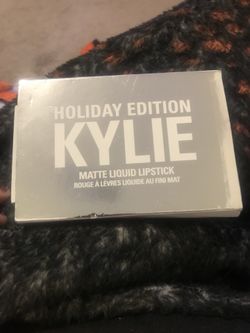 HOLIDAY EDITION
KYLIE
MATTE LIQUID LIPSTICK
ROUGE À LÈVRES LIQUIDE AU FINI MAT